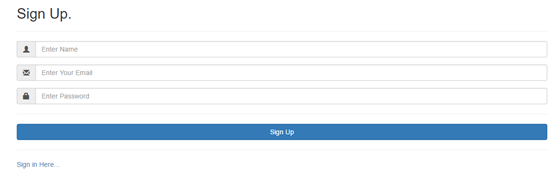 Sign Up.
Enter Name
Enter Your Email
Enter Password
Sign Up
Sign in Here...